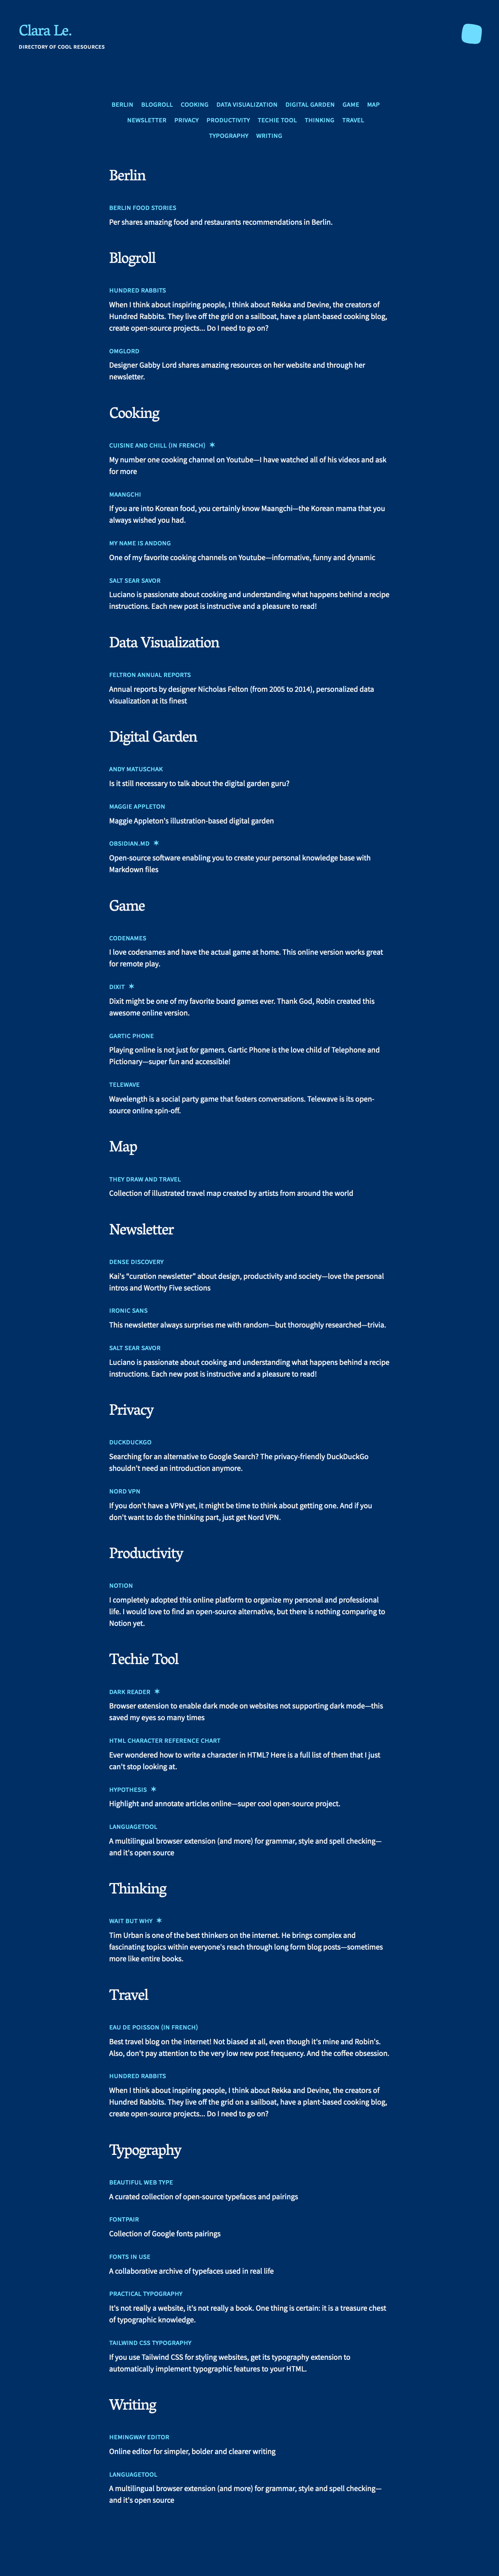 Clara Le.
DIRECTORY OF COOL RESOURCES
BERLIN BLOGROLL COOKING DATA VISUALIZATION DIGITAL GARDEN GAME MAP
NEWSLETTER PRIVACY PRODUCTIVITY TECHIE TOOL THINKING TRAVEL
TYPOGRAPHY WRITING
Berlin
BERLIN FOOD STORIES
Per shares amazing food and restaurants recommendations in Berlin.
Blogroll
HUNDRED RABBITS
When I think about inspiring people, I think about Rekka and Devine, the creators of
Hundred Rabbits. They live off the grid on a sailboat, have a plant-based cooking blog,
create open-source projects... Do I need to go on?
OMGLORD
Designer Gabby Lord shares amazing resources on her website and through her
newsletter.
Cooking
CUISINE AND CHILL (IN FRENCH) *
My number one cooking channel on Youtube—I have watched all of his videos and ask
for more
MAANGCHI
If you are into Korean food, you certainly know Maangchi—the Korean mama that you
always wished you had.
MY NAME IS ANDONG
One of my favorite cooking channels on Youtube—informative, funny and dynamic
SALT SEAR SAVOR
Luciano is passionate about cooking and understanding what happens behind a recipe
instructions. Each new post is instructive and a pleasure to read!
Data Visualization
FELTRON ANNUAL REPORTS
Annual reports by designer Nicholas Felton (from 2005 to 2014), personalized data
visualization at its finest
Digital Garden
ANDY MATUSCHAK
Is it still necessary to talk about the digital garden guru?
MAGGIE APPLETON
Maggie Appleton's illustration-based digital garden
OBSIDIAN.MD *
Open-source software enabling you to create your personal knowledge base with
Markdown files
Game
CODENAMES
I love codenames and have the actual game at home. This online version works great
for remote play.
DIXIT *
Dixit might be one of my favorite board games ever. Thank God, Robin created this
awesome online version.
GARTIC PHONE
Playing online is not just for gamers. Gartic Phone is the love child of Telephone and
Pictionary—super fun and accessible!
TELEWAVE
Wavelength is a social party game that fosters conversations. Telewave is its open-
source online spin-off.
Map
THEY DRAW AND TRAVEL
Collection of illustrated travel map created by artists from around the world
Newsletter
DENSE DISCOVERY
Kai's “curation newsletter” about design, productivity and society—love the personal
intros and Worthy Five sections
IRONIC SANS
This newsletter always surprises me with random—but thoroughly researched—trivia.
SALT SEAR SAVOR
Luciano is passionate about cooking and understanding what happens behind a recipe
instructions. Each new post is instructive and a pleasure to read!
Privacy
DUCKDUCKGO
Searching for an alternative to Google Search? The privacy-friendly DuckDuckGo
shouldn't need an introduction anymore.
NORD VPN
If you don't have a VPN yet, it might be time to think about getting one. And if you
don't want to do the thinking part, just get Nord VPN.
Productivity
NOTION
I completely adopted this online platform to organize my personal and professional
life. I would love to find an open-source alternative, but there is nothing comparing to
Notion yet.
Techie Tool
DARK READER *
Browser extension to enable dark mode on websites not supporting dark mode—this
saved my eyes so many times
HTML CHARACTER REFERENCE CHART
Ever wondered how to write a character in HTML? Here is a full list of them that I just
can't stop looking at.
HYPOTHESIS *
Highlight and annotate articles online—super cool open-source project.
LANGUAGETOOL
A multilingual browser extension (and more) for grammar, style and spell checking—
and it's open source
Thinking
WAIT BUT WHY *
Tim Urban is one of the best thinkers on the internet. He brings complex and
fascinating topics within everyone's reach through long form blog posts—sometimes
more like entire books.
Travel
EAU DE POISSON (IN FRENCH)
Best travel blog on the internet! Not biased at all, even though it's mine and Robin's.
Also, don't pay attention to the very low new post frequency. And the coffee obsession.
HUNDRED RABBITS
When I think about inspiring people, I think about Rekka and Devine, the creators of
Hundred Rabbits. They live off the grid on a sailboat, have a plant-based cooking blog,
create open-source projects... Do I need to go on?
Typography
BEAUTIFUL WEB TYPE
A curated collection of open-source typefaces and pairings
FONTPAIR
Collection of Google fonts pairings
FONTS IN USE
A collaborative archive of typefaces used in real life
PRACTICAL TYPOGRAPHY
It's not really a website, it's not really a book. One thing is certain: it is a treasure chest
of typographic knowledge.
TAILWIND CSS TYPOGRAPHY
If you use Tailwind CSS for styling websites, get its typography extension to
automatically implement typographic features to your HTML.
Writing
HEMINGWAY EDITOR
Online editor for simpler, bolder and clearer writing
LANGUAGETOOL
A multilingual browser extension (and more) for grammar, style and spell checking—
and it's open source